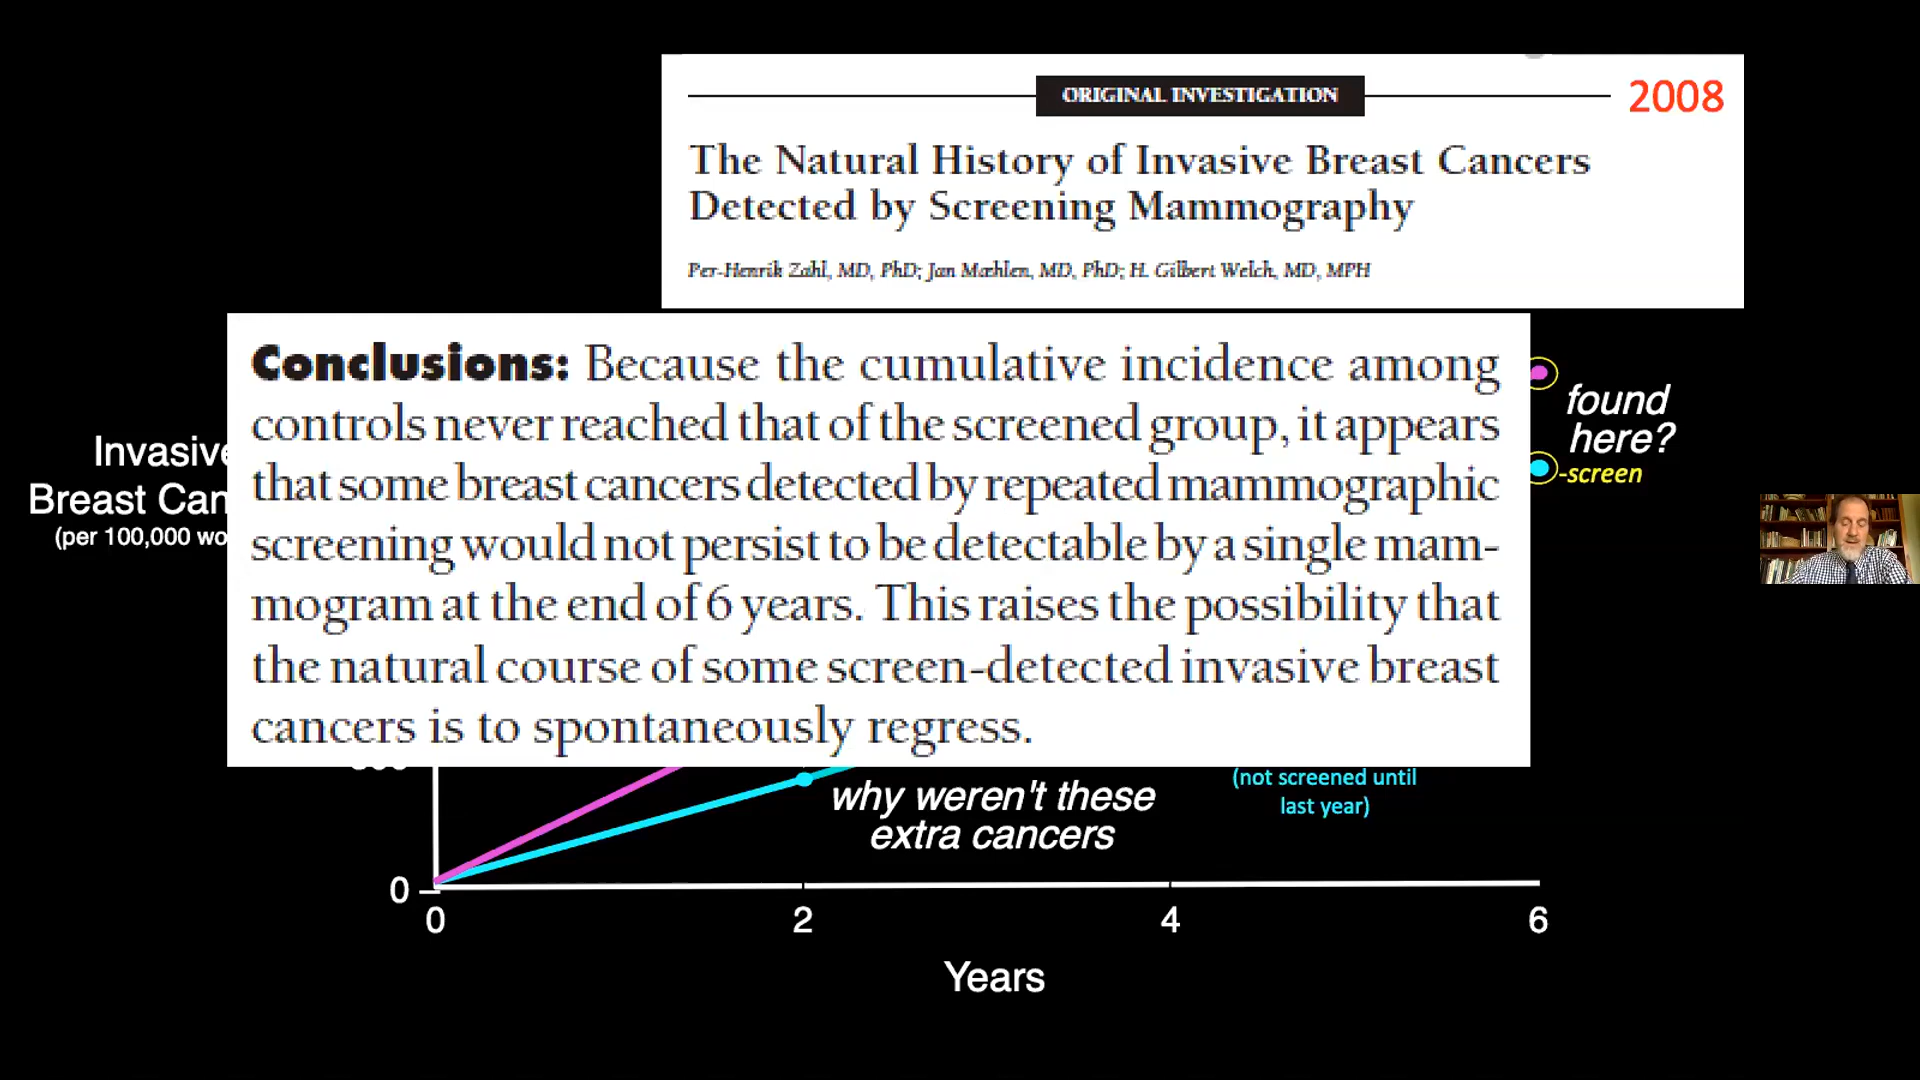 ORIGINAL INVESTIGATION
2008
The Natural History of Invasive Breast Cancers
Detected by Screening Mammography
Per-Henrik Zahl, MD, PhD; Jan Mæhlen, MD, PhD; H. Gilbert Welch, MD, MPH
Conclusions: Because the cumulative incidence among
controls never reached that of the screened group, it appears
that some breast cancers detected by repeated mammographic
screening would not persist to be detectable by a single mam-
mogram at the end of 6 years. This raises the possibility that
the natural course of some screen-detected invasive breast
cancers is to spontaneously regress.
found
here?
-screen
Invasive
Breast Can
(per 100,000 wo
(not screened until
last year)
why weren't these
extra cancers
0
0 2 4 6
Years